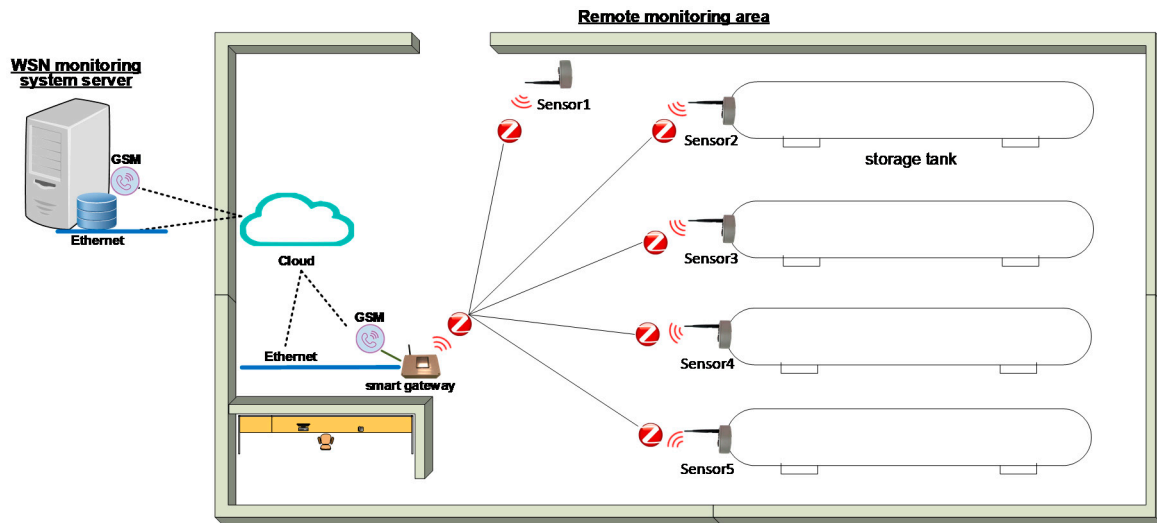 Remote monitoring area
WSN monitoring
system server
GSM
Ethernet
Cloud
GSM
Ethernet
smart gateway
Sensor1
Sensor2
storage tank
Sensor3
Sensor4
Sensor5
Z
Z
Z
Z
Z
Z